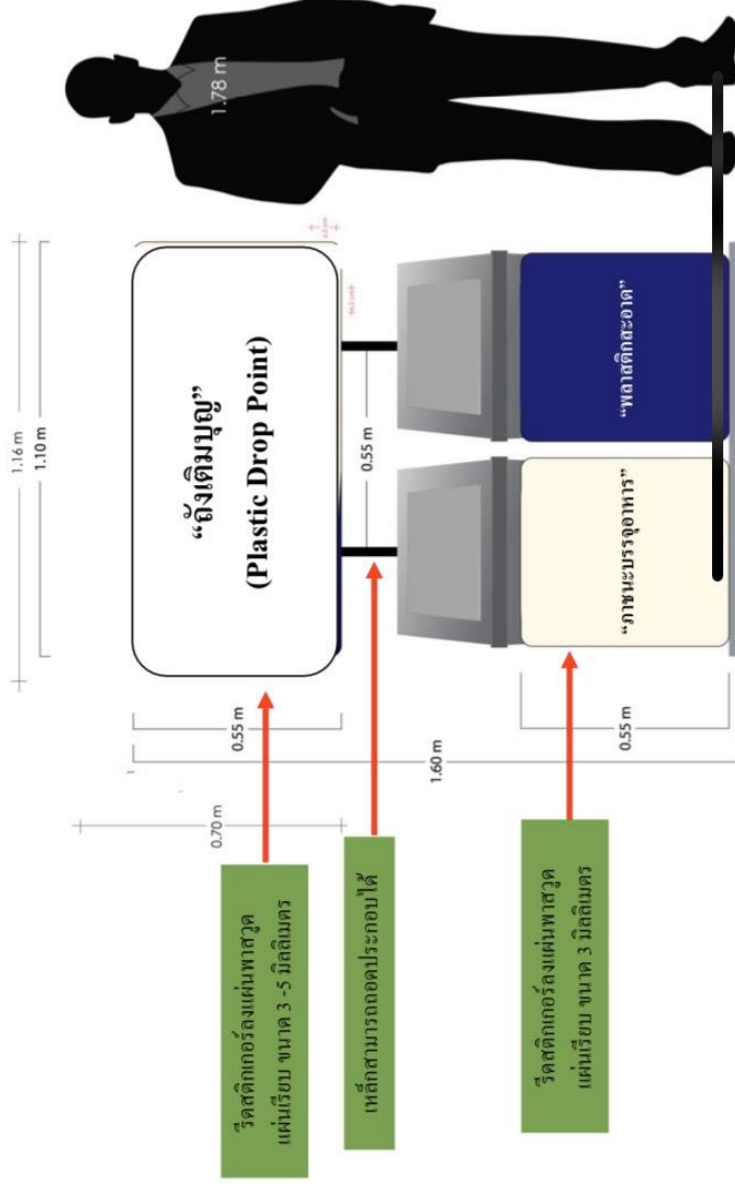 1.16 m
1.10 m
1.78 m
“ถังเติมบุญ”
(Plastic Drop Point)
0.55 m
0.70 m
1.60 m
0.55 m
0.55 m
“ภาชนะบรรจุอาหาร”
“พลาสติกสะอาด”
รีดสติกเกอร์ลงแผ่นพาสวูด
แผ่นเรียบ ขนาด 3 -5 มิลลิเมตร
เหล็กสามารถถอดประกอบได้
รีดสติกเกอร์ลงแผ่นพาสวูด
แผ่นเรียบ ขนาด 3 มิลลิเมตร